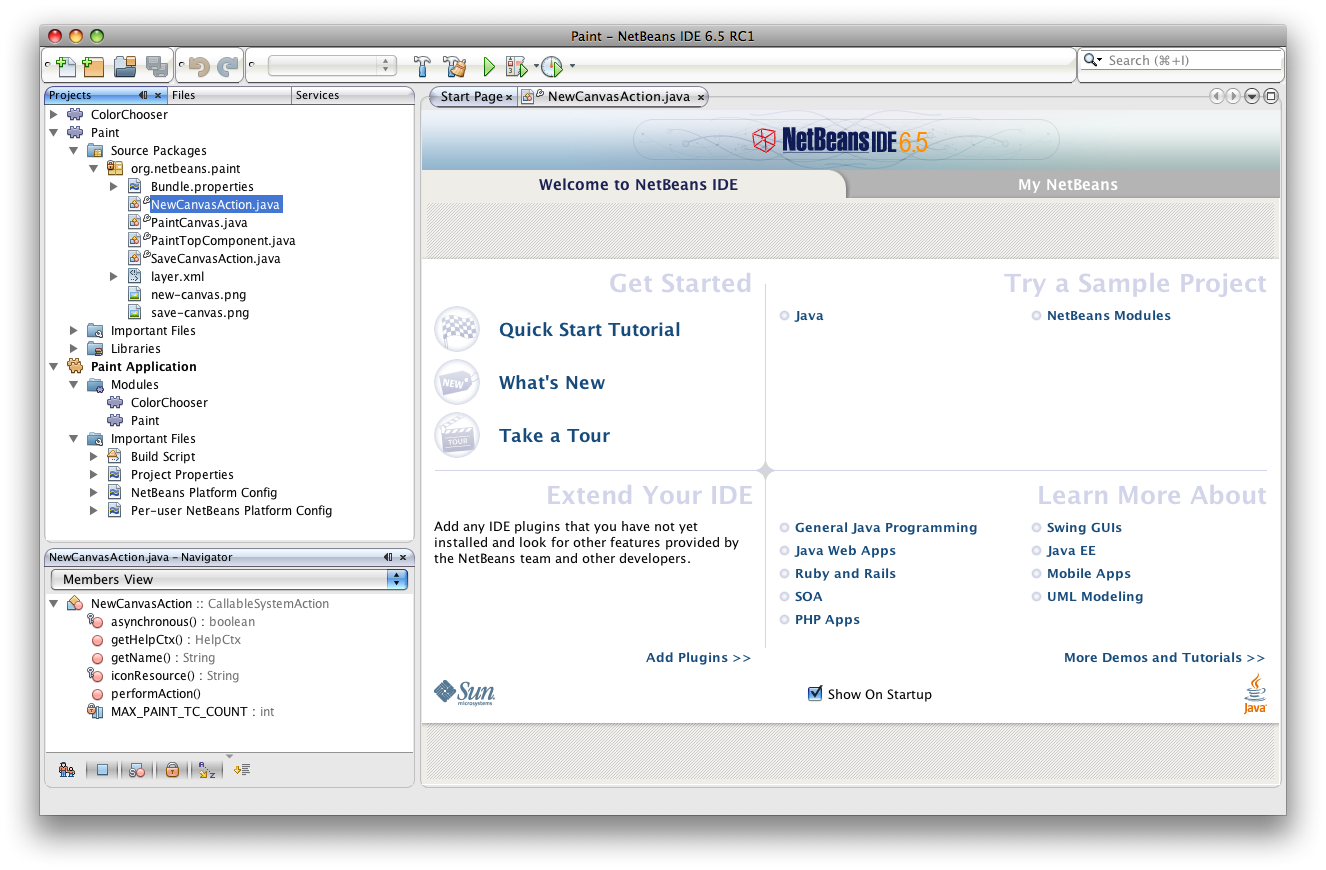 Paint – NetBeans IDE 6.5 RC1
Search (⌘+I)
Projects
Files
Services
ColorChooser
Paint
Source Packages
org.netbeans.paint
Bundle.properties
NewCanvasAction.java
PaintCanvas.java
PaintTopComponent.java
SaveCanvasAction.java
layer.xml
new-canvas.png
save-canvas.png
Important Files
Libraries
Paint Application
Modules
ColorChooser
Paint
Important Files
Build Script
Project Properties
NetBeans Platform Config
Per-user NetBeans Platform Config
NewCanvasAction.java – Navigator
Members View
NewCanvasAction :: CallableSystemAction
asynchronous() : boolean
getHelpCtx() : HelpCtx
getName() : String
iconResource() : String
performAction()
MAX_PAINT_TC_COUNT : int
Start Page
NewCanvasAction.java
NetBeans IDE 6.5
Welcome to NetBeans IDE
My NetBeans
Get Started
Quick Start Tutorial
NEW
What's New
TOUR
Take a Tour
Try a Sample Project
Java
NetBeans Modules
Extend Your IDE
Add any IDE plugins that you have not yet
installed and look for other features provided by
the NetBeans team and other developers.
Add Plugins >>
Learn More About
General Java Programming
Java Web Apps
Ruby and Rails
SOA
PHP Apps
Swing GUIs
Java EE
Mobile Apps
UML Modeling
More Demos and Tutorials >>
Sun
microsystems
Show On Startup
Java